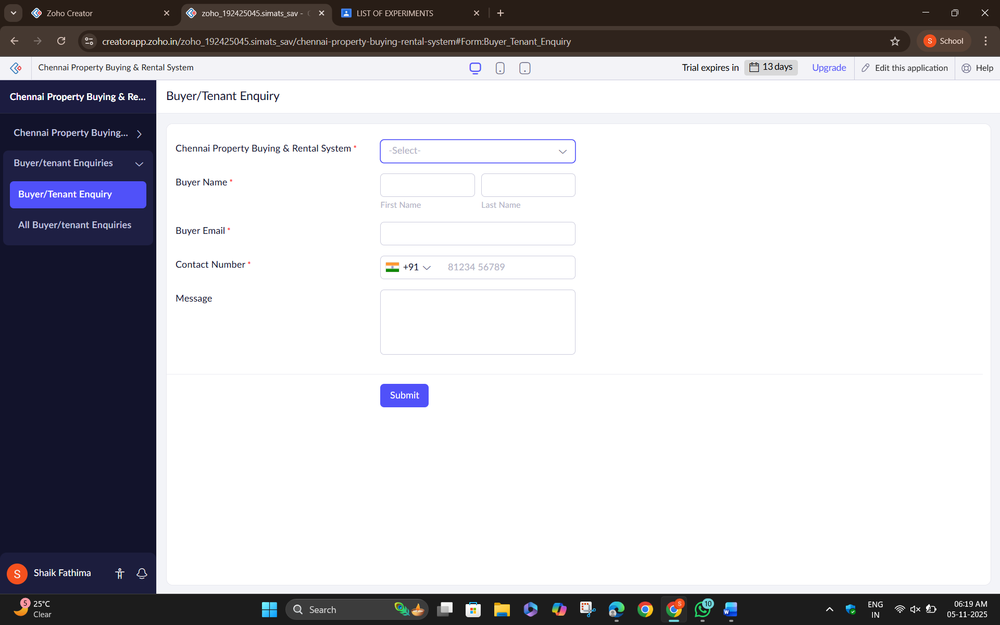 Zoho Creator
zoho_192425045.simats_sav -
LIST OF EXPERIMENTS
creatorapp.zoho.in/zoho_192425045.simats_sav/chennai-property-buying-rental-system#Form:Buyer_Tenant_Enquiry
S School
Chennai Property Buying & Rental System
Trial expires in 13 days
Upgrade
Edit this application
Help
Chennai Property Buying & Re...
Buyer/Tenant Enquiry
Chennai Property Buying...
Buyer/tenant Enquiries
Buyer/Tenant Enquiry
All Buyer/tenant Enquiries
Chennai Property Buying & Rental System *
-Select-
Buyer Name *
First Name
Last Name
Buyer Email *
Contact Number *
+91
81234 56789
Message
Submit
S
Shaik Fathima
5
25°C
Clear
Search
S
10
W
ENG
IN
06:19 AM
05-11-2025